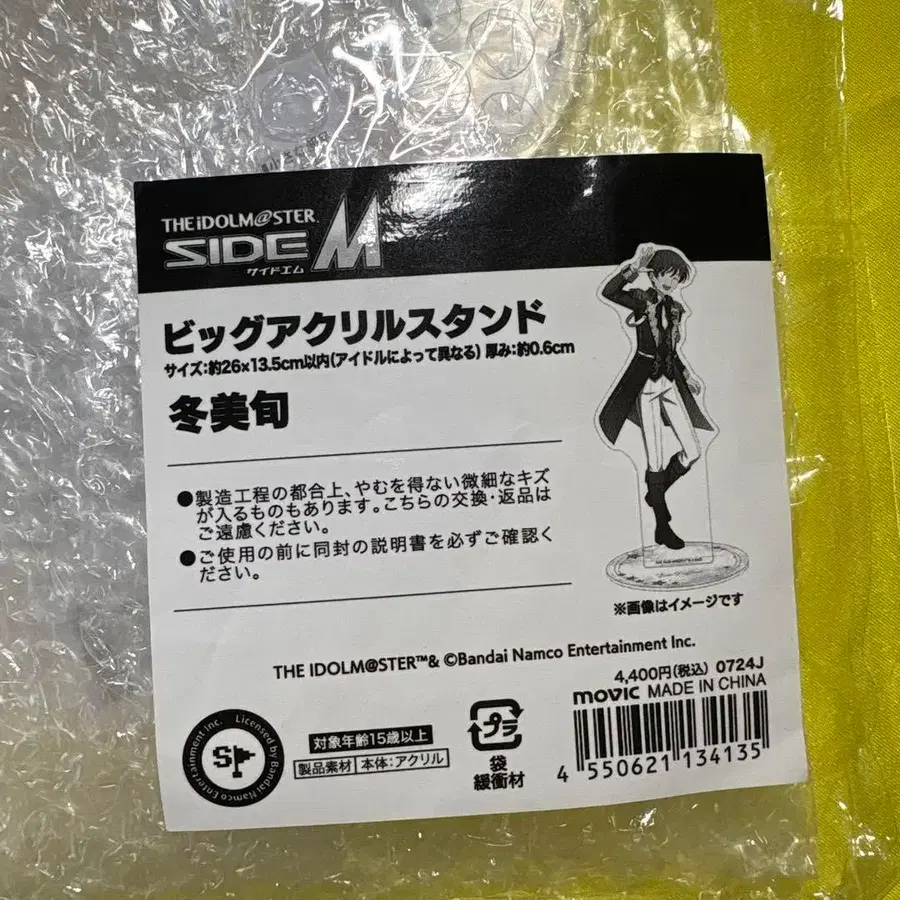 THE iDOLM@STER
SIDE M
サイドエム
ビッグアクリルスタンド
サイズ:約26×13.5cm以内(アイドルによって異なる) 厚み:約0.6cm
冬美旬
●製造工程の都合上、やむを得ない微細なキズ
が入るものもあります。こちらの交換・返品は
ご遠慮ください。
●ご使用の前に同封の説明書を必ずご確認く
ださい。
※画像はイメージです
THE IDOLM@STER™& ©Bandai Namco Entertainment Inc.
4,400円(税込) 0724J
movic MADE IN CHINA
Licensed by Bandai Namco Entertainment Inc.
S
対象年齢15歳以上
製品素材 本体:アクリル
プラ
袋
緩衝材
4 550621 134135